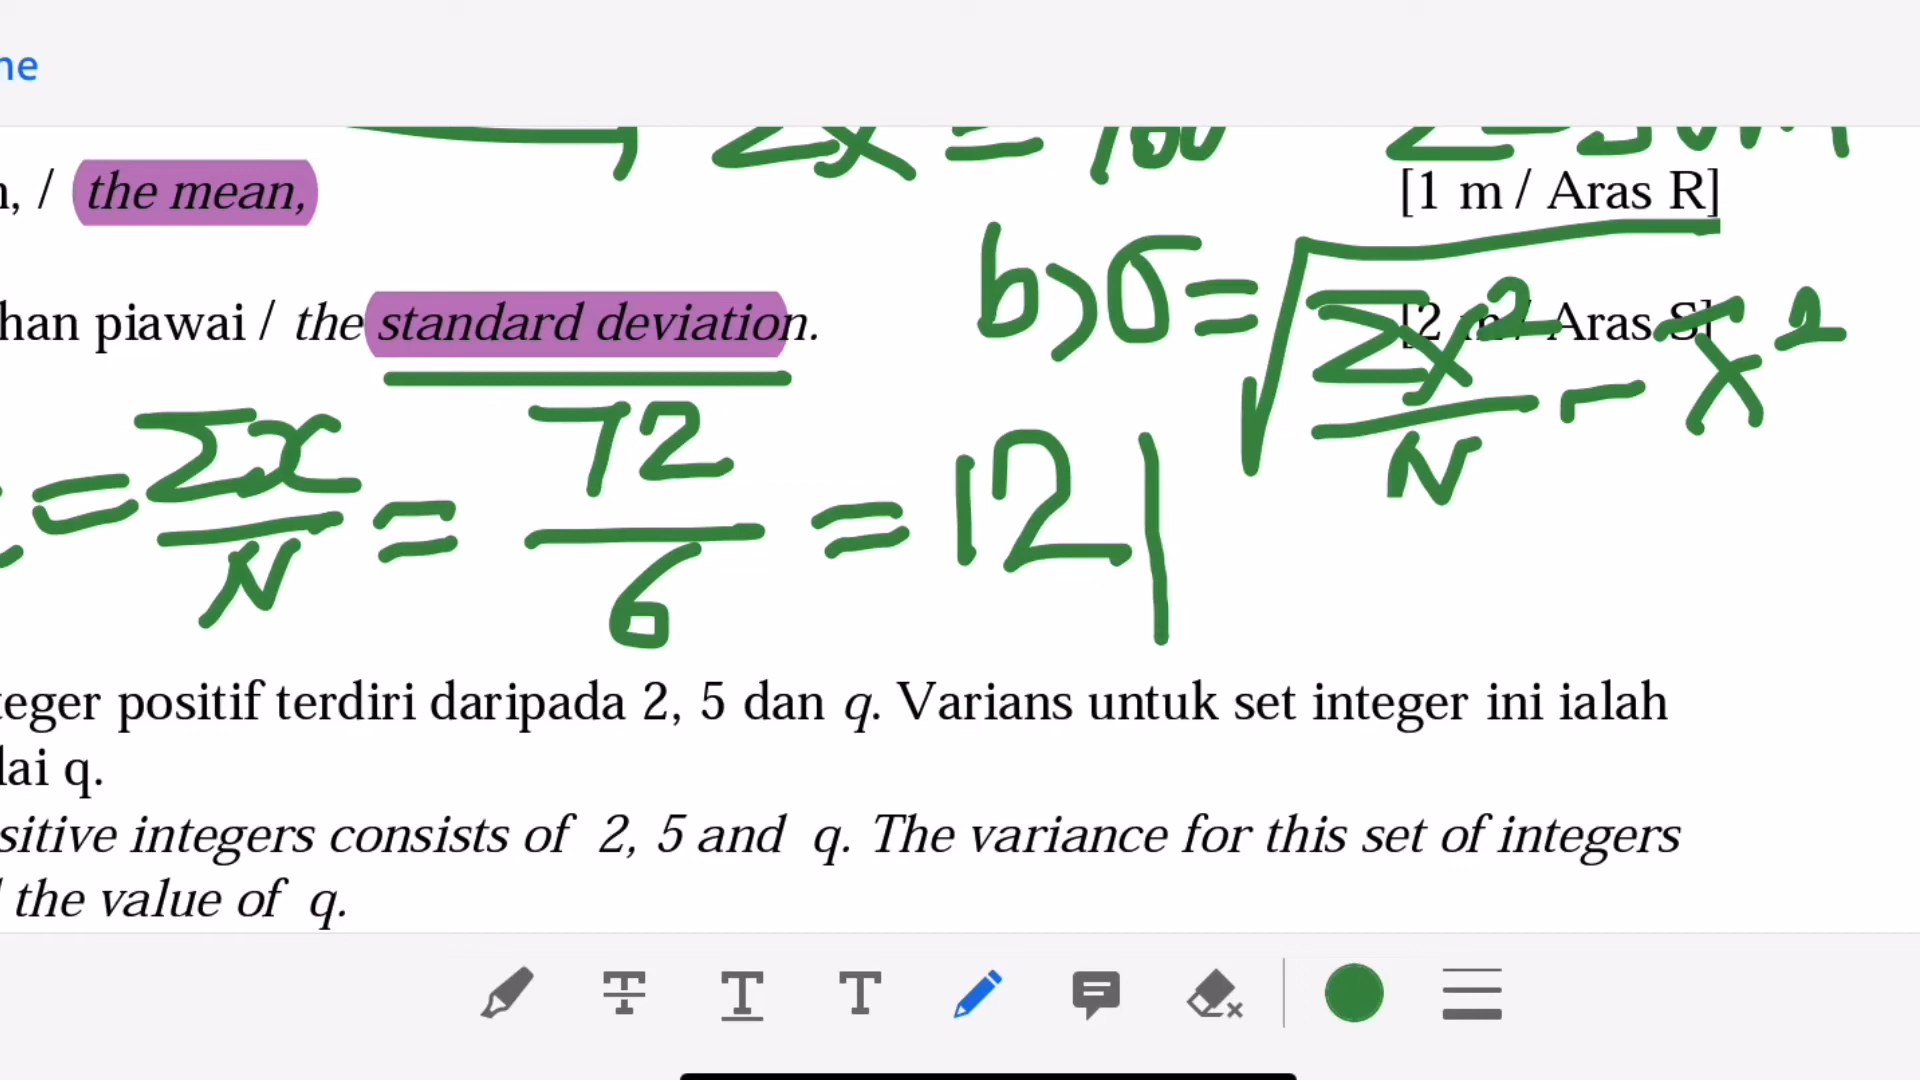 ne
Σx = 180
n, / the mean, [1 m / Aras R]
b) σ = √ Σx² / N - x̄²
han piawai / the standard deviation. [2 m / Aras S]
= Σx / N = 72 / 6 = 12
teger positif terdiri daripada 2, 5 dan q. Varians untuk set integer ini ialah
lai q.
sitive integers consists of 2, 5 and q. The variance for this set of integers
the value of q.